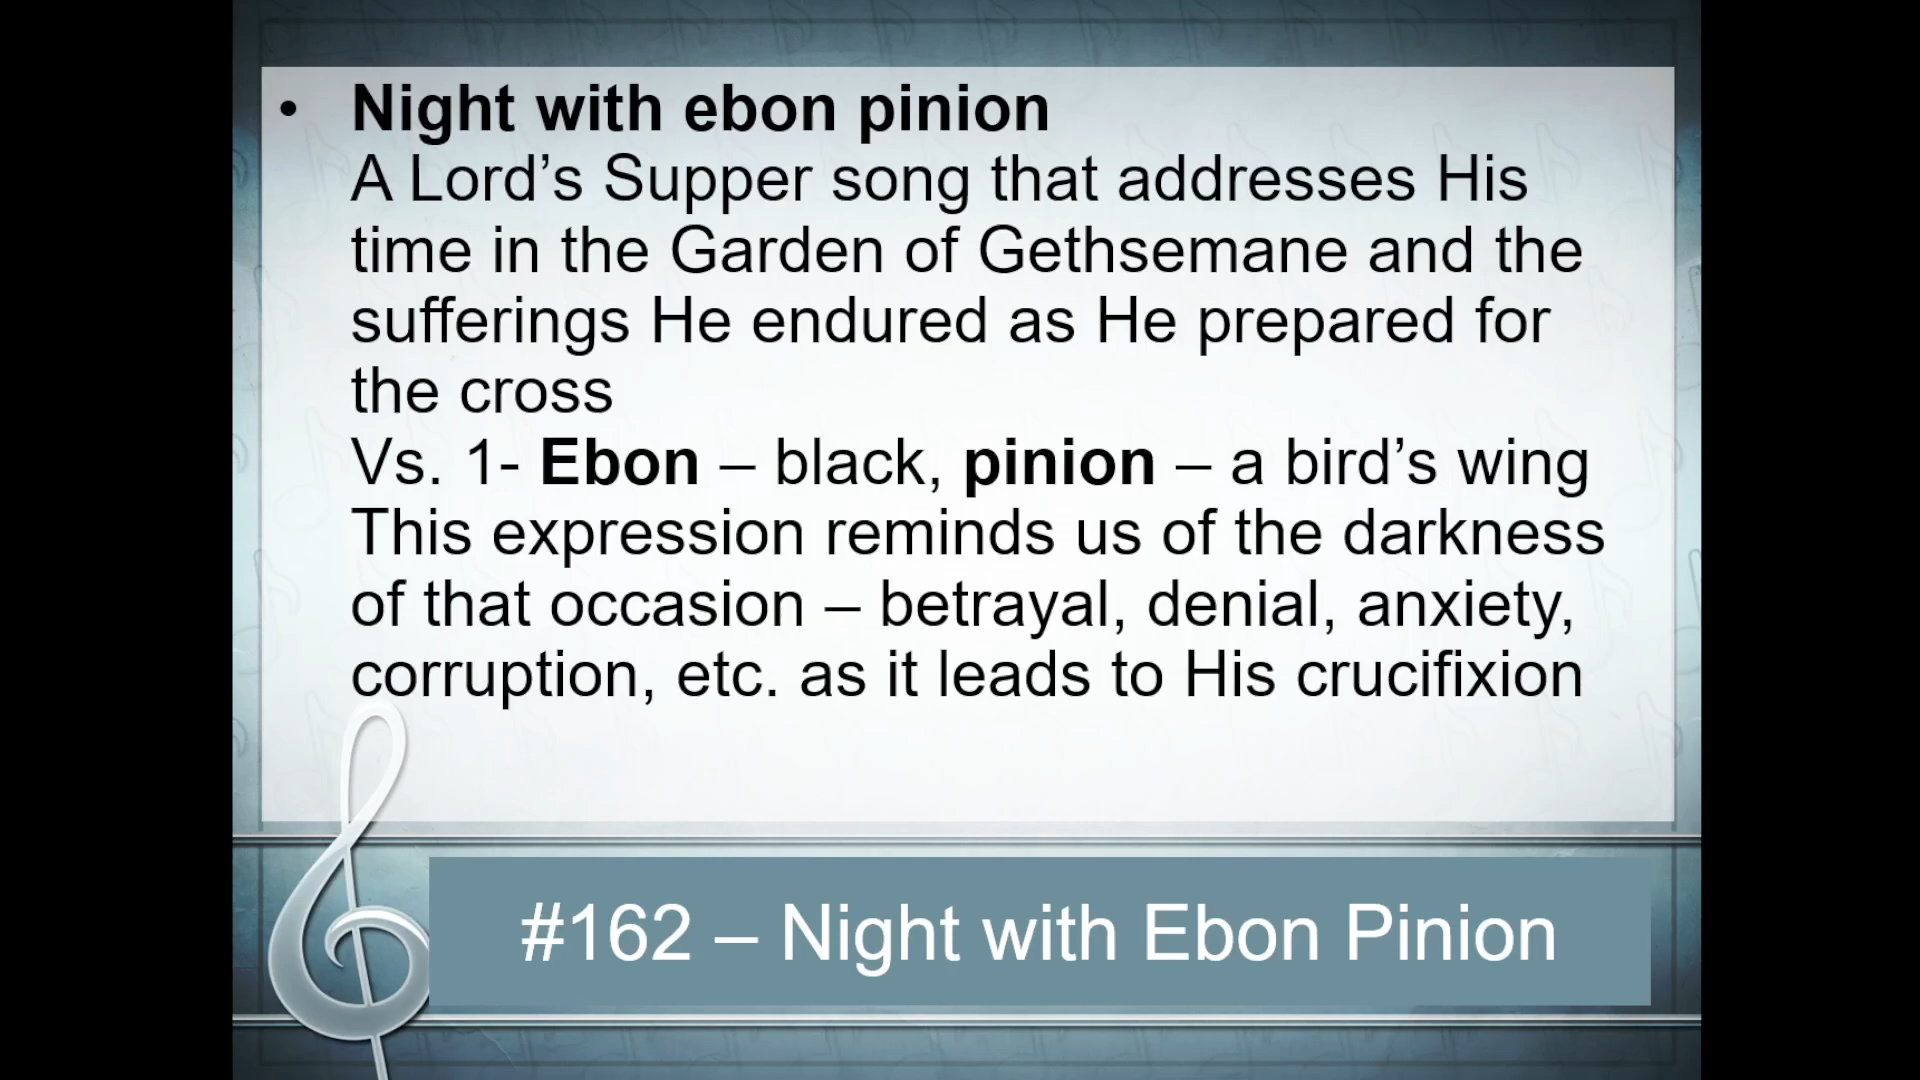 • Night with ebon pinion
A Lord’s Supper song that addresses His
time in the Garden of Gethsemane and the
sufferings He endured as He prepared for
the cross
Vs. 1- Ebon – black, pinion – a bird’s wing
This expression reminds us of the darkness
of that occasion – betrayal, denial, anxiety,
corruption, etc. as it leads to His crucifixion
#162 – Night with Ebon Pinion